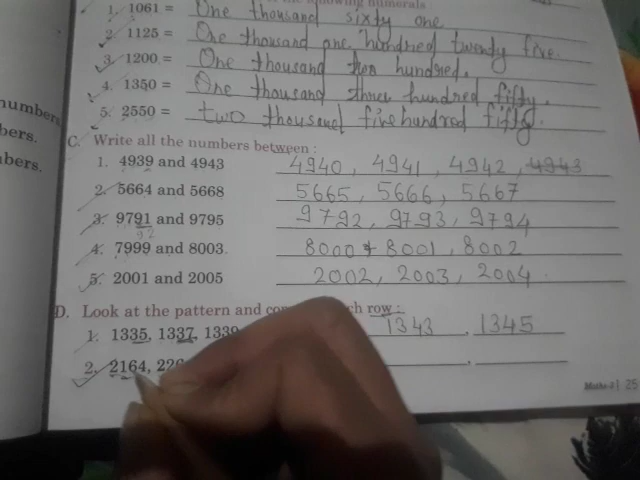 following numerals
1. 1061 = One thousand sixty one
2. 1125 = One thousand one hundred twenty five
3. 1200 = One thousand two hundred.
4. 1350 = One thousand three hundred fifty.
5. 2550 = two thousand five hundred fifty.
numbers
bers.
bers.
C. Write all the numbers between :
1. 4939 and 4943 4940, 4941, 4942, 4943
2. 5664 and 5668 5665, 5666, 5667
3. 9791 and 9795 9792, 9793, 9794
92
4. 7999 and 8003. 8000, 8001, 8002
5. 2001 and 2005 2002, 2003, 2004.
D. Look at the pattern and ch row :
1. 1335, 1337, 1339 1343, 1345
2. 2164, 22
25